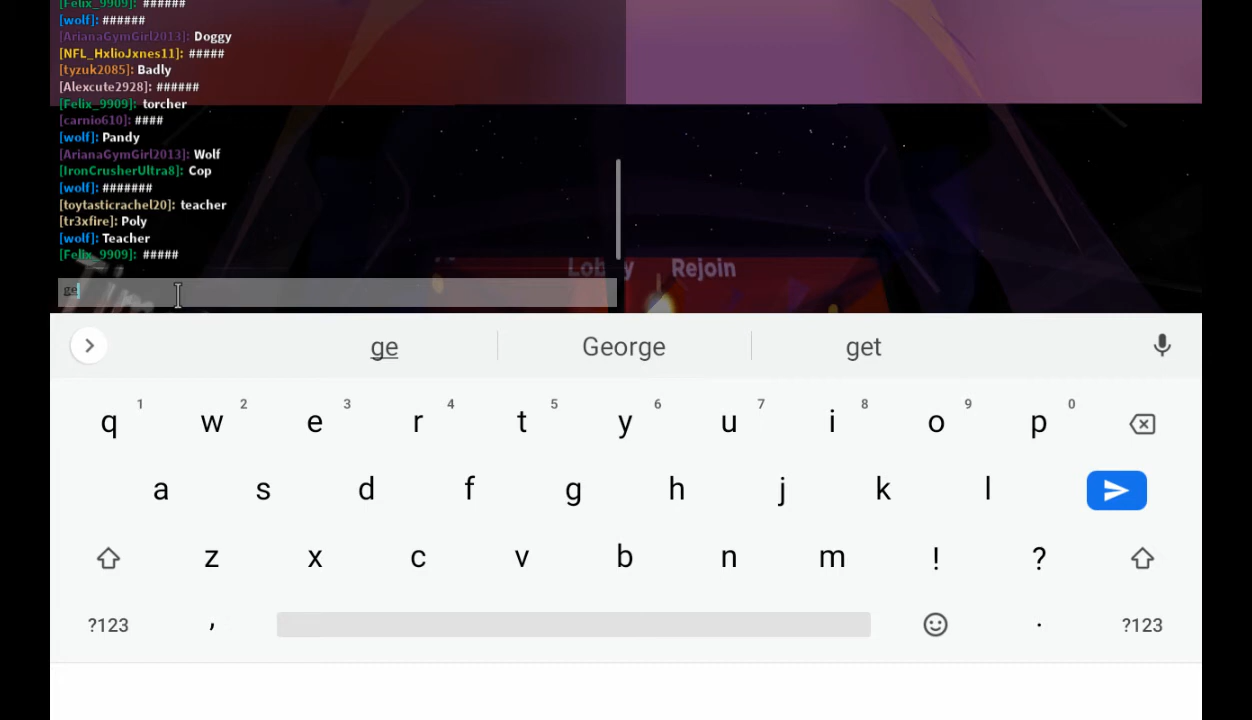 [Felix_9909]: ######
[wolf]: ######
[ArianaGymGirl2013]: Doggy
[NFL_HxlioJxnes11]: #####
[tyzuk2085]: Badly
[Alexcute2928]: ######
[Felix_9909]: torcher
[carnio610]: ####
[wolf]: Pandy
[ArianaGymGirl2013]: Wolf
[IronCrusherUltra8]: Cop
[wolf]: #######
[toytasticrachel20]: teacher
[tr3xfire]: Poly
[wolf]: Teacher
[Felix_9909]: #####
Lobby Rejoin
Tim
ge
ge George get
1 2 3 4 5 6 7 8 9 0
q w e r t y u i o p
a s d f g h j k l
z x c v b n m ! ?
?123 , . ?123